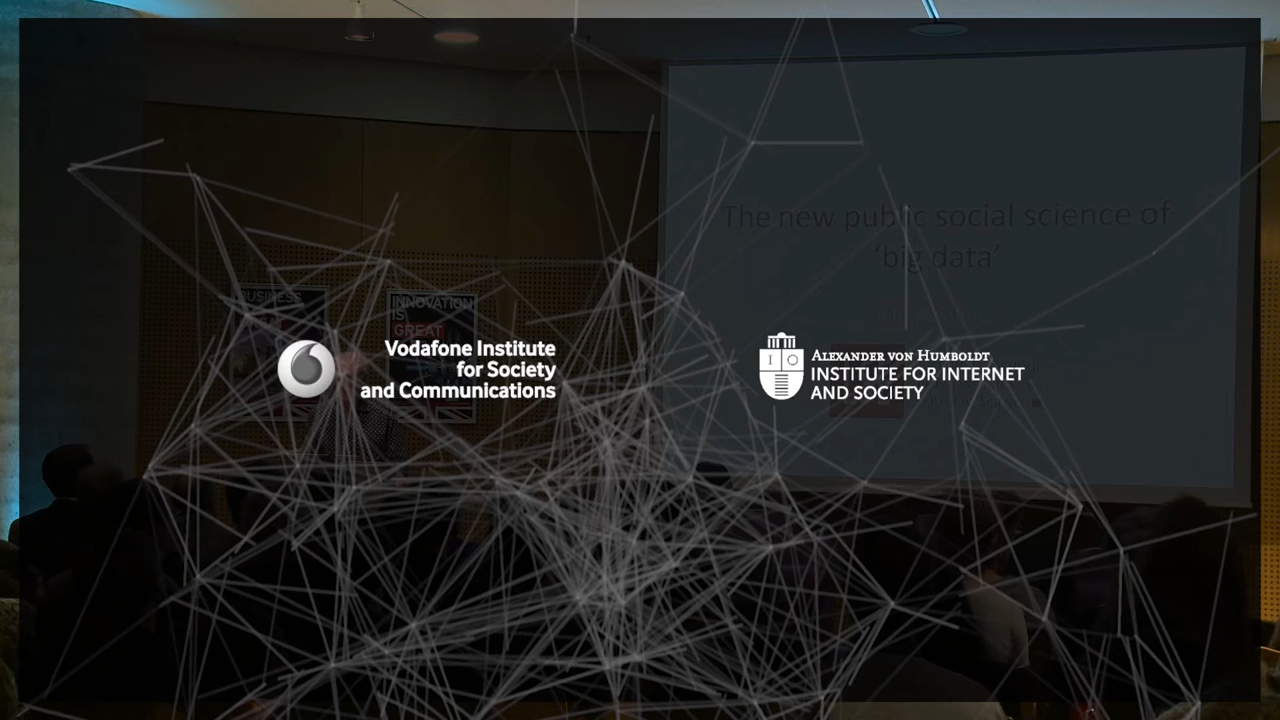 The new public social science of
'big data'
BUSINESS
INNOVATION
IS
GREAT
Vodafone Institute
for Society
and Communications
ALEXANDER VON HUMBOLDT
INSTITUTE FOR INTERNET
AND SOCIETY
I O